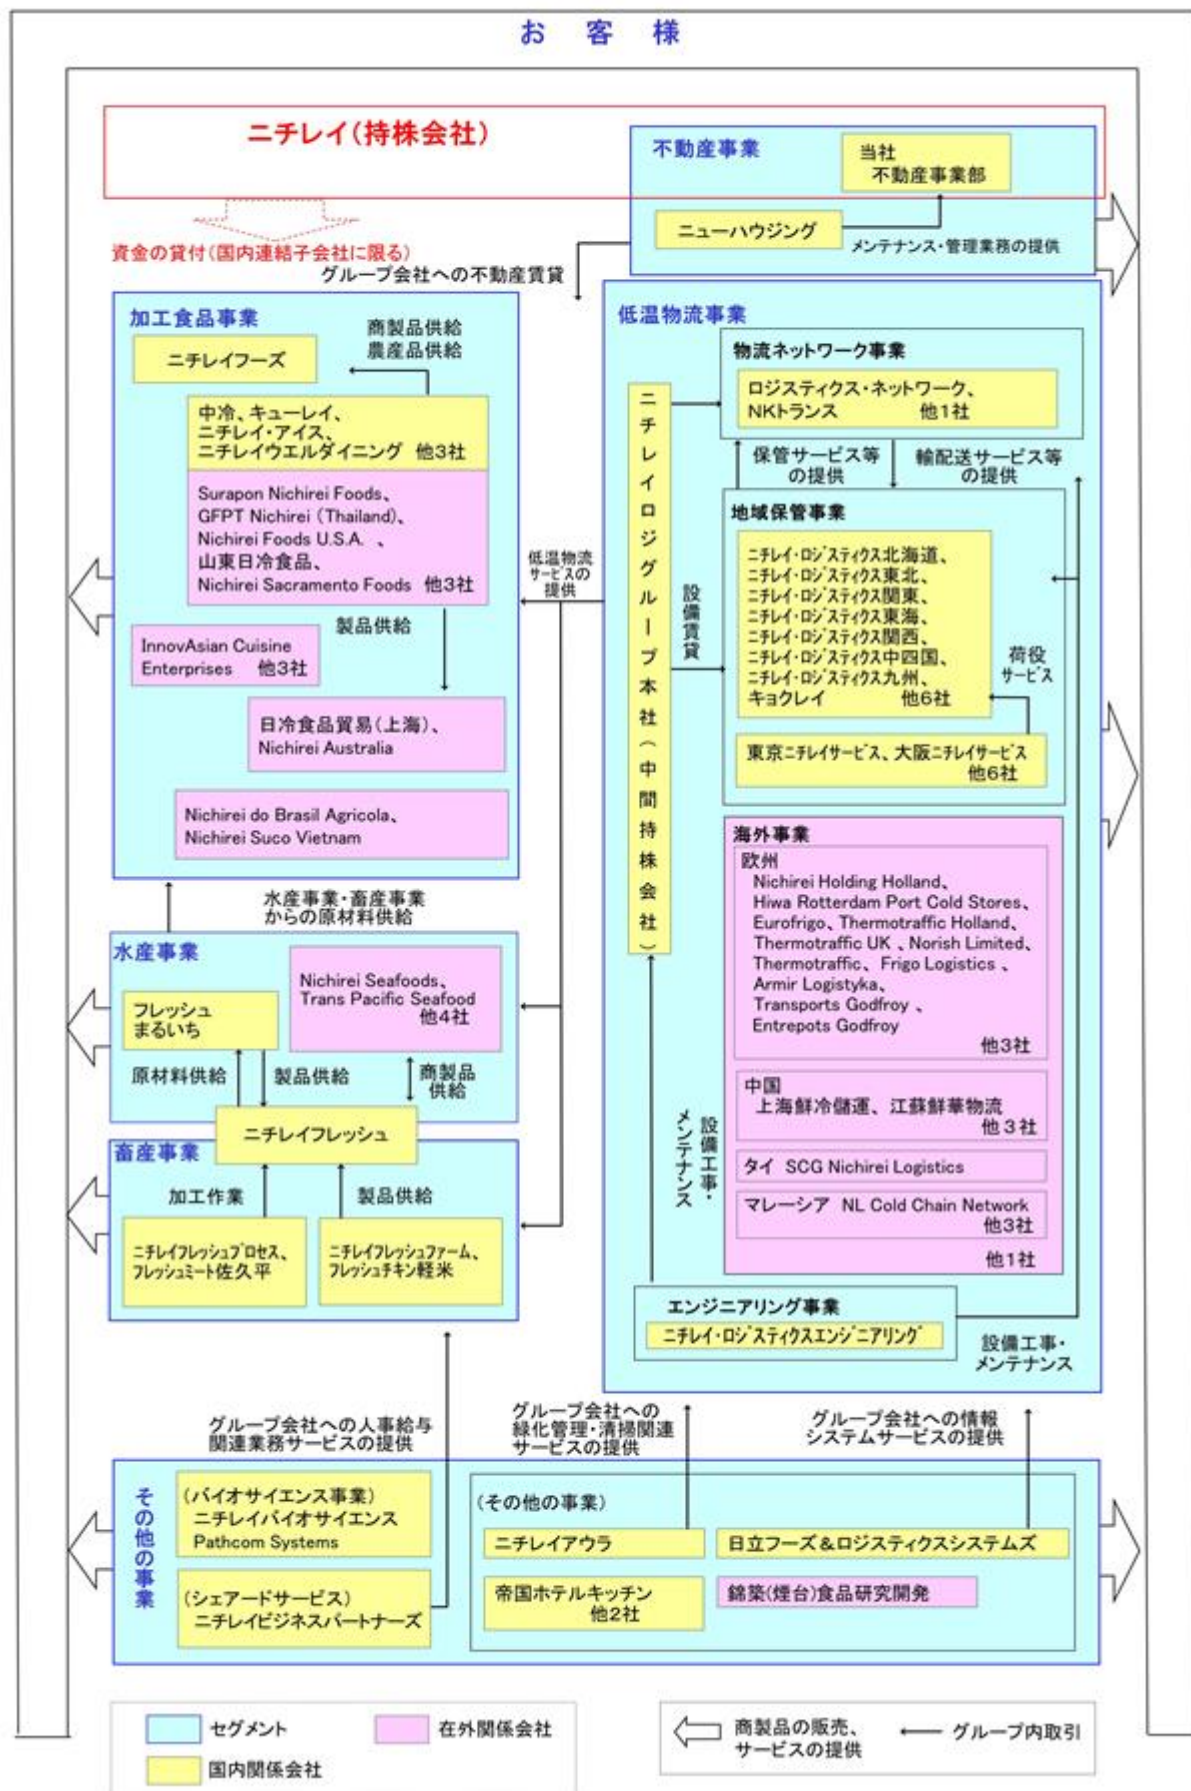 お 客 様
ニチレイ(持株会社)
不動産事業
当社
不動産事業部
ニューハウジング
メンテナンス・管理業務の提供
資金の貸付(国内連結子会社に限る)
グループ会社への不動産賃貸
加工食品事業
商製品供給
農産品供給
ニチレイフーズ
中冷、キューレイ、
ニチレイ・アイス、
ニチレイウエルダイニング 他3社
Surapon Nichirei Foods、
GFPT Nichirei (Thailand)、
Nichirei Foods U.S.A. 、
山東日冷食品、
Nichirei Sacramento Foods 他3社
製品供給
InnovAsian Cuisine
Enterprises 他3社
日冷食品貿易(上海)、
Nichirei Australia
Nichirei do Brasil Agricola、
Nichirei Suco Vietnam
水産事業・畜産事業
からの原材料供給
水産事業
Nichirei Seafoods、
Trans Pacific Seafood
他4社
フレッシュ
まるいち
原材料供給
製品供給
商製品
供給
ニチレイフレッシュ
畜産事業
加工作業
製品供給
ニチレイフレッシュプロセス、
フレッシュミート佐久平
ニチレイフレッシュファーム、
フレッシュチキン軽米
低温物流
サービスの
提供
低温物流事業
ニチレイロジグループ本社(中間持株会社)
物流ネットワーク事業
ロジスティクス・ネットワーク、
NKトランス 他1社
保管サービス等
の提供
輸配送サービス等
の提供
設備賃貸
地域保管事業
ニチレイ・ロジスティクス北海道、
ニチレイ・ロジスティクス東北、
ニチレイ・ロジスティクス関東、
ニチレイ・ロジスティクス東海、
ニチレイ・ロジスティクス関西、
ニチレイ・ロジスティクス中四国、
ニチレイ・ロジスティクス九州、
キョクレイ 他6社
荷役
サービス
東京ニチレイサービス、大阪ニチレイサービス
他6社
海外事業
欧州
Nichirei Holding Holland、
Hiwa Rotterdam Port Cold Stores、
Eurofrigo、Thermotraffic Holland、
Thermotraffic UK 、Norish Limited、
Thermotraffic、Frigo Logistics 、
Armir Logistyka、
Transports Godfroy 、
Entrepots Godfroy
他3社
中国
上海鮮冷儲運、江蘇鮮華物流
他3社
タイ SCG Nichirei Logistics
マレーシア NL Cold Chain Network
他3社
他1社
設備工事・
メンテナンス
エンジニアリング事業
ニチレイ・ロジスティクスエンジニアリング
設備工事・
メンテナンス
グループ会社への人事給与
関連業務サービスの提供
グループ会社への
緑化管理・清掃関連
サービスの提供
グループ会社への情報
システムサービスの提供
その他の事業
(バイオサイエンス事業)
ニチレイバイオサイエンス
Pathcom Systems
(シェアードサービス)
ニチレイビジネスパートナーズ
(その他の事業)
ニチレイアウラ
日立フーズ&ロジスティクスシステムズ
帝国ホテルキッチン
他2社
錦築(煙台)食品研究開発
セグメント
在外関係会社
国内関係会社
商製品の販売、
サービスの提供
グループ内取引